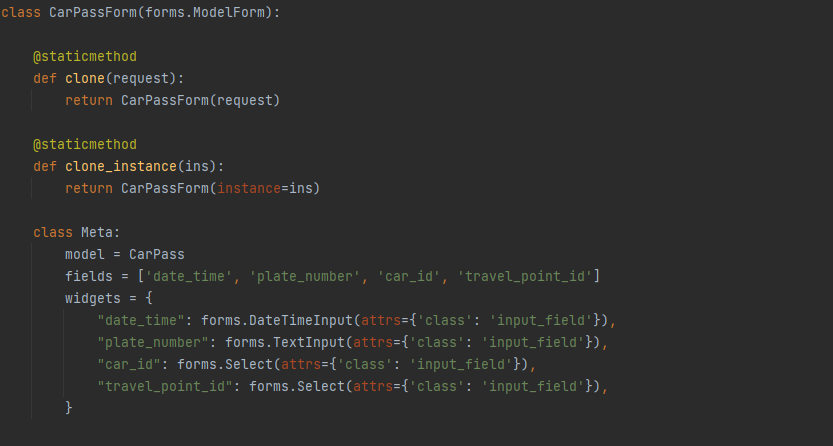 class CarPassForm(forms.ModelForm):
@staticmethod
def clone(request):
return CarPassForm(request)
@staticmethod
def clone_instance(ins):
return CarPassForm(instance=ins)
class Meta:
model = CarPass
fields = ['date_time', 'plate_number', 'car_id', 'travel_point_id']
widgets = {
"date_time": forms.DateTimeInput(attrs={'class': 'input_field'}),
"plate_number": forms.TextInput(attrs={'class': 'input_field'}),
"car_id": forms.Select(attrs={'class': 'input_field'}),
"travel_point_id": forms.Select(attrs={'class': 'input_field'}),
}